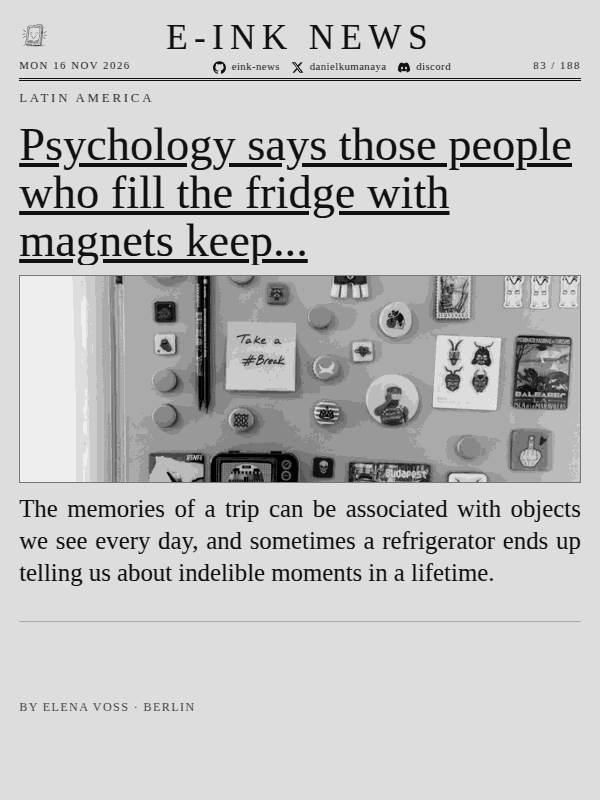 E-INK NEWS
MON 16 NOV 2026
eink-news danielkumanaya discord
83 / 188
LATIN AMERICA
Psychology says those people
who fill the fridge with
magnets keep...
Take a
#Break
BALEARES
RENFE
Budapest
The memories of a trip can be associated with objects
we see every day, and sometimes a refrigerator ends up
telling us about indelible moments in a lifetime.
BY ELENA VOSS · BERLIN